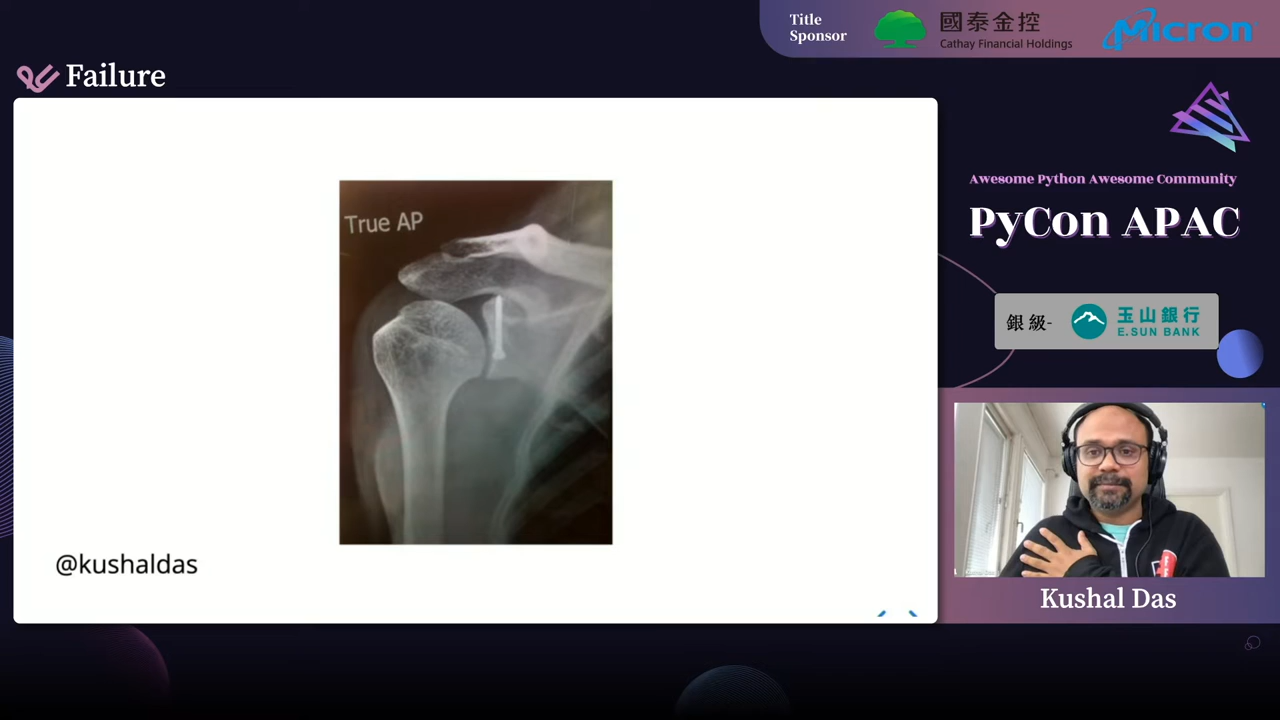 Title
Sponsor
國泰金控
Cathay Financial Holdings
Micron
Failure
True AP
@kushaldas
Awesome Python Awesome Community
PyCon APAC
銀級-
玉山銀行
E.SUN BANK
Kushal Das